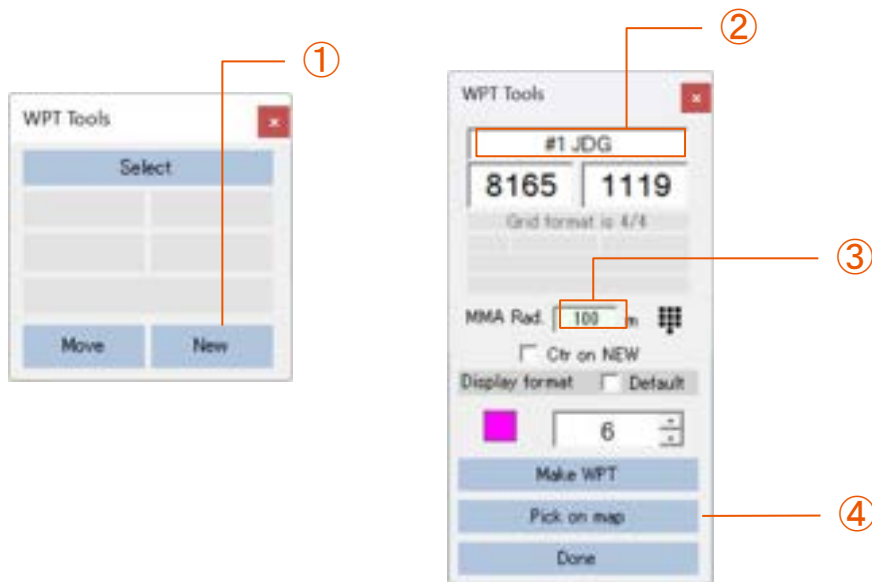 ①
WPT Tools
×
Select
Move New
②
WPT Tools
×
#1 JDG
8165 1119
Grid format is 4/4
③
MMA Rad. 100 m
Ctr on NEW
Display format Default
6
Make WPT
Pick on map
④
Done